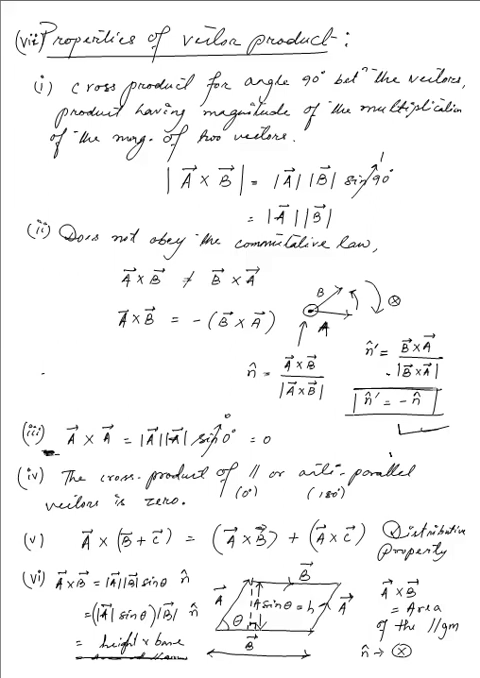 (vii) Properties of vector product:
(i) Cross product for angle 90° betⁿ the vectors,
product having magnitude of the multiplication
of the mag. of two vectors.
|A⃗ × B⃗| = |A⃗| |B⃗| sin 90° 1
= |A⃗| |B⃗|
(ii) Does not obey the commutative law,
A⃗ × B⃗ ≠ B⃗ × A⃗
A⃗ × B⃗ = - (B⃗ × A⃗)
B A ⊗
n̂ = A⃗ × B⃗ / |A⃗ × B⃗|
n̂' = B⃗ × A⃗ / |B⃗ × A⃗|
n̂' = - n̂
(iii) A⃗ × A⃗ = |A⃗||A⃗| sin 0° 0 = 0
(iv) The cross-product of // or anti-parallel
(0°) (180°)
vectors is zero.
(v) A⃗ × (B⃗ + C⃗) = (A⃗ × B⃗) + (A⃗ × C⃗) Distributive
Property
(vi) A⃗ × B⃗ = |A⃗||B⃗| sin θ n̂
= (|A⃗| sin θ) |B⃗| n̂
= height × base
B⃗
A⃗ A sin θ = h A⃗
θ
B⃗
A⃗ × B⃗
= Area
of the //gm
n̂ → ⊗